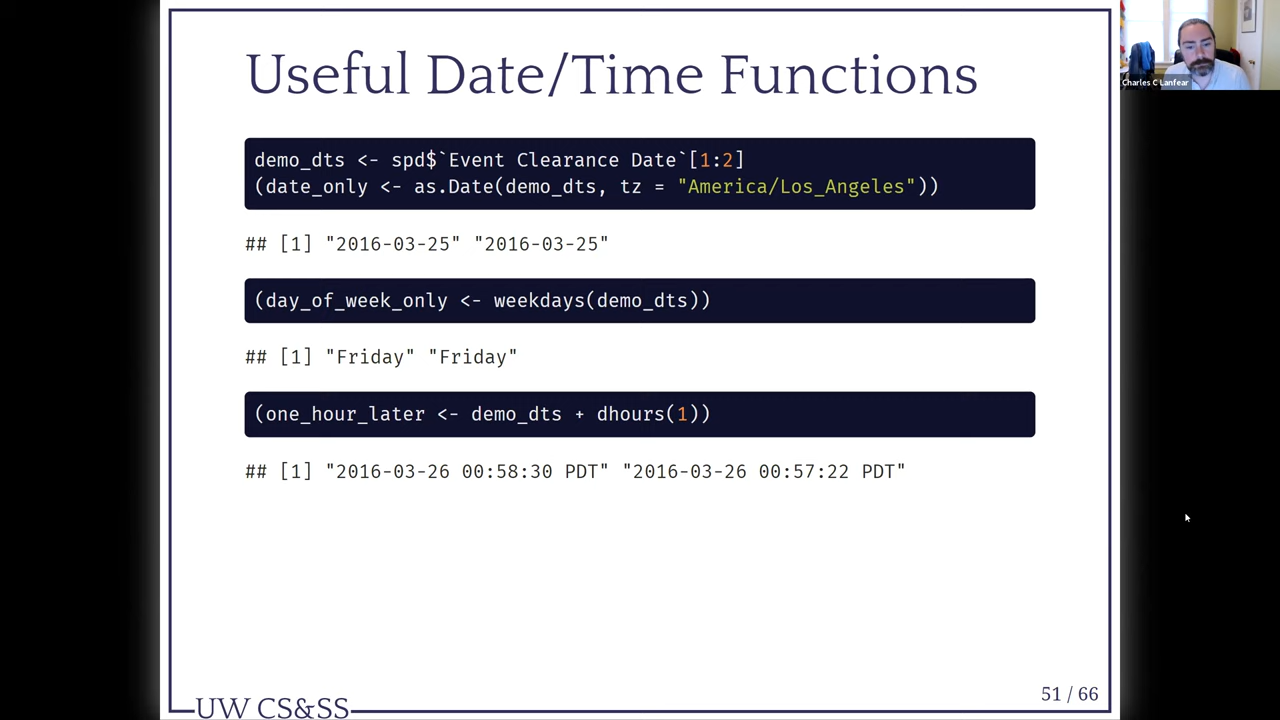 Useful Date/Time Functions
demo_dts <- spd$`Event Clearance Date`[1:2]
(date_only <- as.Date(demo_dts, tz = "America/Los_Angeles"))
## [1] "2016-03-25" "2016-03-25"
(day_of_week_only <- weekdays(demo_dts))
## [1] "Friday" "Friday"
(one_hour_later <- demo_dts + dhours(1))
## [1] "2016-03-26 00:58:30 PDT" "2016-03-26 00:57:22 PDT"
UW CS&SS
51 / 66
Charles C Lanfear